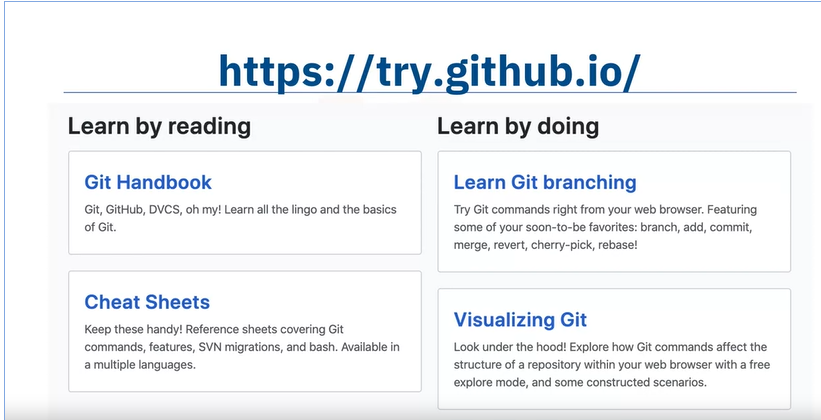 https://try.github.io/
Learn by reading
Git Handbook
Git, GitHub, DVCS, oh my! Learn all the lingo and the basics
of Git.
Cheat Sheets
Keep these handy! Reference sheets covering Git
commands, features, SVN migrations, and bash. Available in
a multiple languages.
Learn by doing
Learn Git branching
Try Git commands right from your web browser. Featuring
some of your soon-to-be favorites: branch, add, commit,
merge, revert, cherry-pick, rebase!
Visualizing Git
Look under the hood! Explore how Git commands affect the
structure of a repository within your web browser with a free
explore mode, and some constructed scenarios.